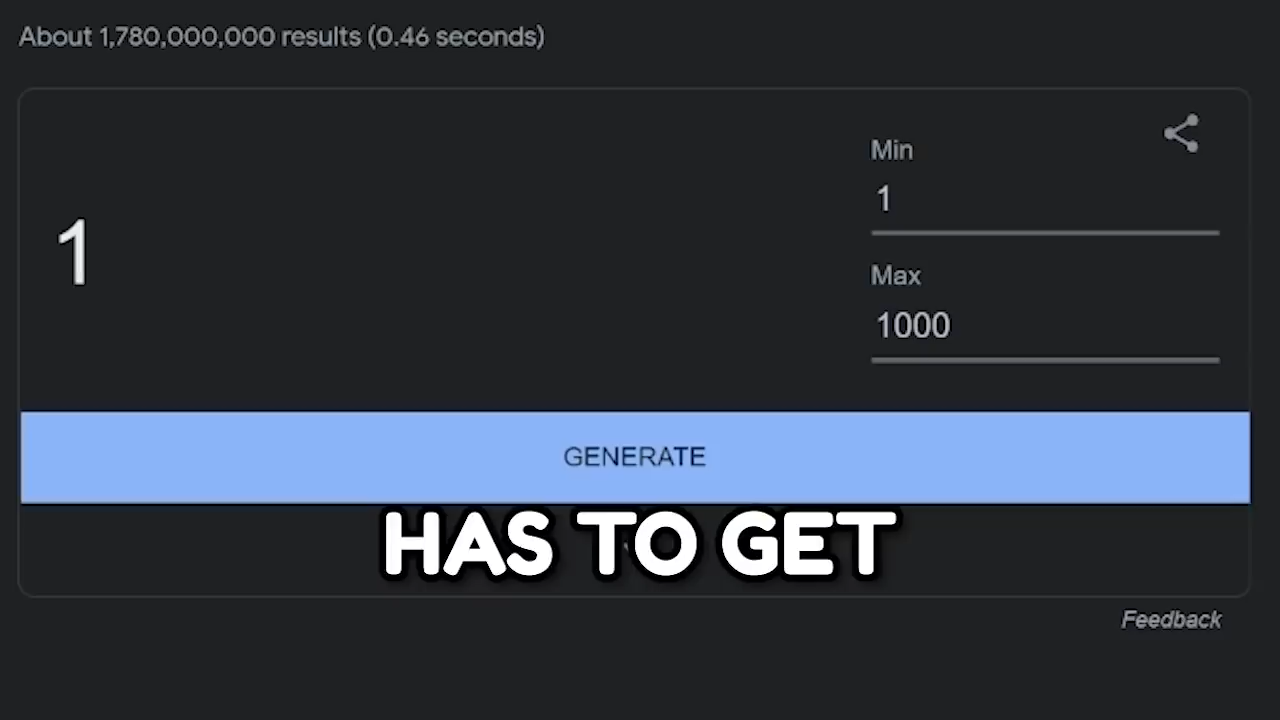 About 1,780,000,000 results (0.46 seconds)
Min
1
1
Max
1000
GENERATE
HAS TO GET
Feedback